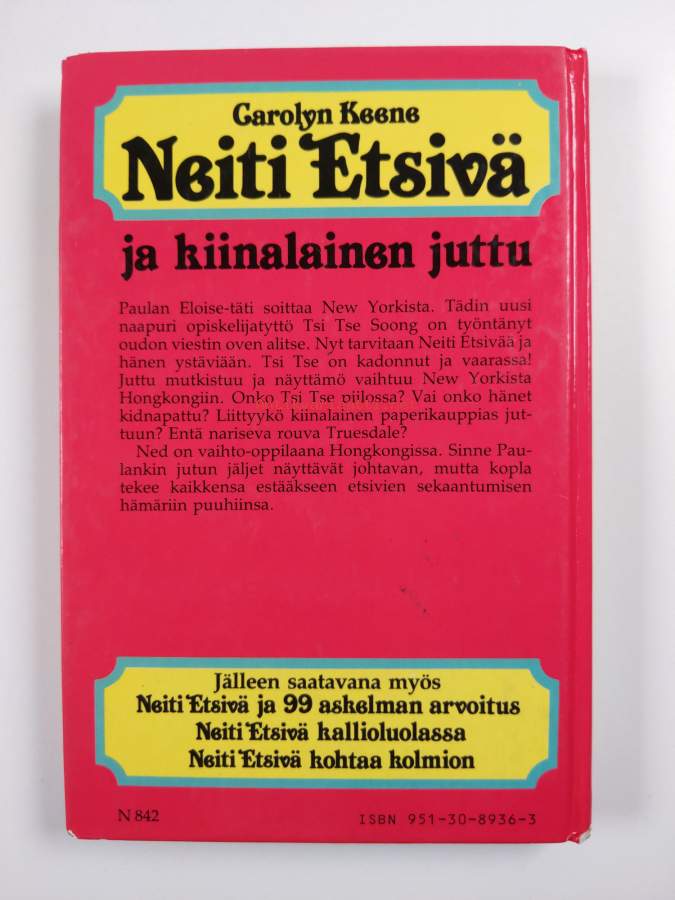 Carolyn Keene
Neiti Etsivä
ja kiinalainen juttu
Paulan Eloise-täti soittaa New Yorkista. Tädin uusi
naapuri opiskelijatyttö Tsi Tse Soong on työntänyt
oudon viestin oven alitse. Nyt tarvitaan Neiti Etsivää ja
hänen ystäviään. Tsi Tse on kadonnut ja vaarassa!
Juttu mutkistuu ja näyttämö vaihtuu New Yorkista
Hongkongiin. Onko Tsi Tse piilossa? Vai onko hänet
kidnapattu? Liittyykö kiinalainen paperikauppias jut-
tuun? Entä nariseva rouva Truesdale?
Ned on vaihto-oppilaana Hongkongissa. Sinne Pau-
lankin jutun jäljet näyttävät johtavan, mutta kopla
tekee kaikkensa estääkseen etsivien sekaantumisen
hämäriin puuhiinsa.
Jälleen saatavana myös
Neiti Etsivä ja 99 askelman arvoitus
Neiti Etsivä kallioluolassa
Neiti Etsivä kohtaa kolmion
N 842
ISBN 951-30-8936-3